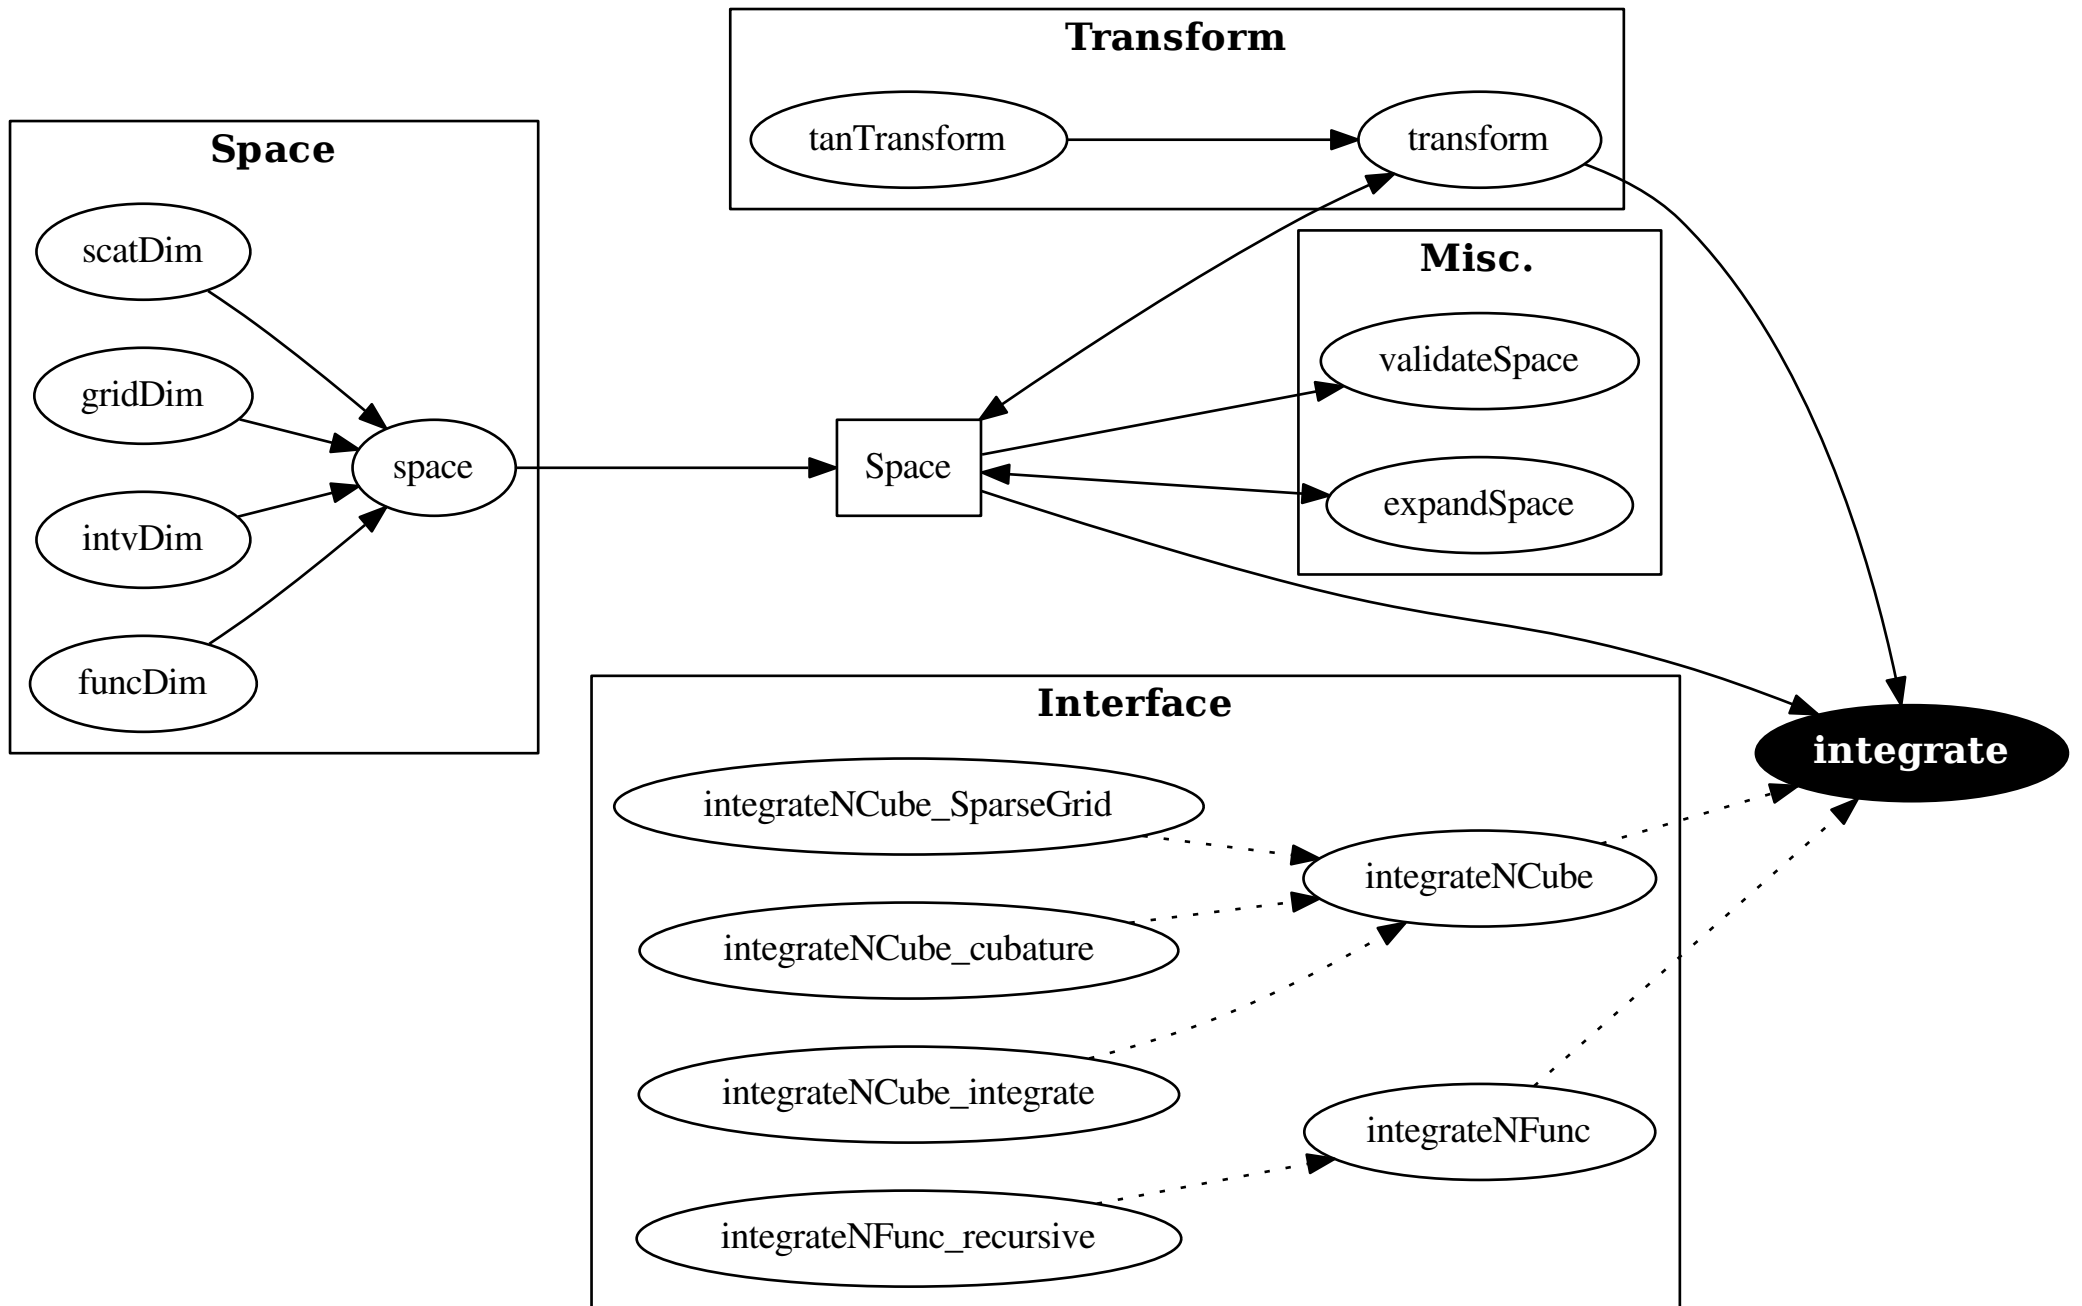 Transform
tanTransform
transform
Space
scatDim
gridDim
intvDim
funcDim
space
Space
Misc.
validateSpace
expandSpace
Interface
integrateNCube_SparseGrid
integrateNCube_cubature
integrateNCube_integrate
integrateNFunc_recursive
integrateNCube
integrateNFunc
integrate